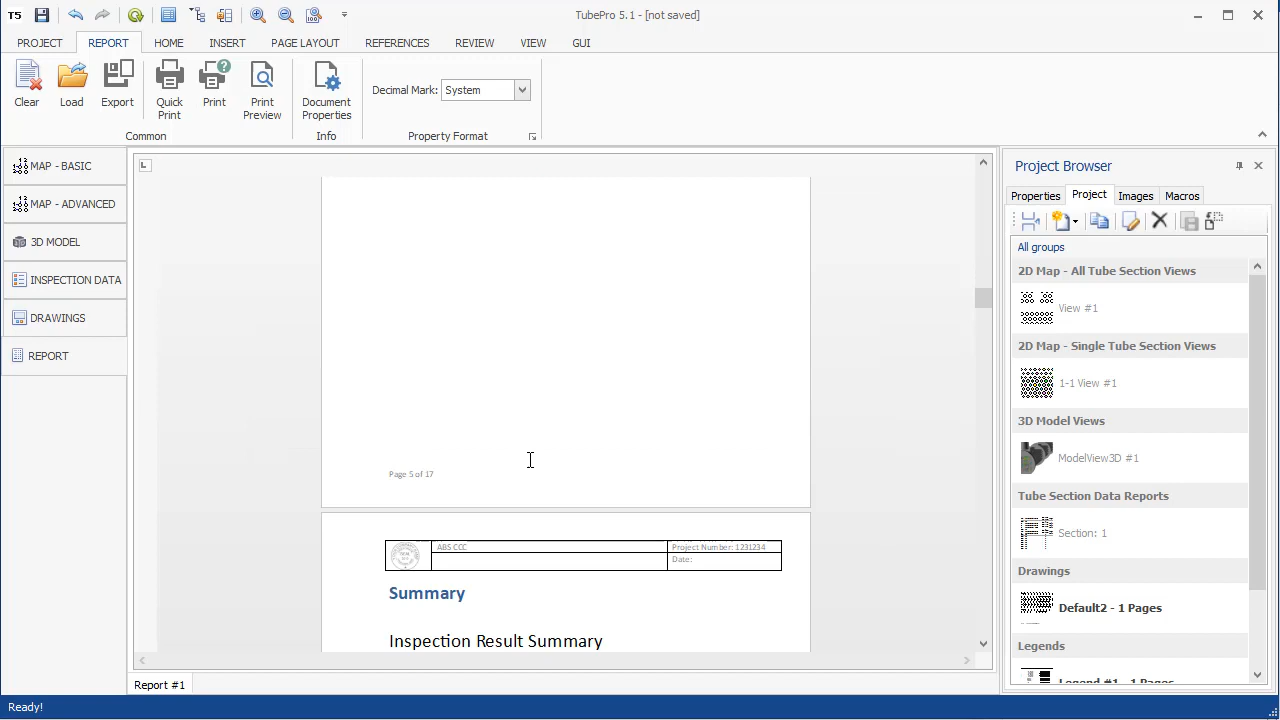 T5
TubePro 5.1 - [not saved]
PROJECT REPORT HOME INSERT PAGE LAYOUT REFERENCES REVIEW VIEW GUI
Clear Load Export Quick Print Print Print Preview Document Properties
Decimal Mark: System
Common Info Property Format
MAP - BASIC
MAP - ADVANCED
3D MODEL
INSPECTION DATA
DRAWINGS
REPORT
Page 5 of 17
ABS CCC Project Number: 1231234
Date:
Summary
Inspection Result Summary
Report #1
Project Browser
Properties Project Images Macros
All groups
2D Map - All Tube Section Views
View #1
2D Map - Single Tube Section Views
1-1 View #1
3D Model Views
ModelView3D #1
Tube Section Data Reports
Section: 1
Drawings
Default2 - 1 Pages
Legends
Legend #1 - 1 Pages
Ready!